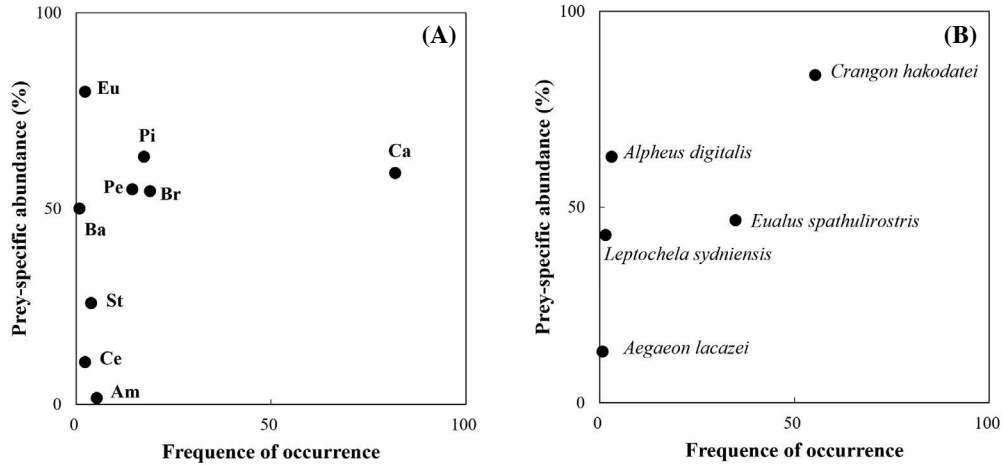 100
(A)
Eu
Pi
Ca
Pe
Br
50
Ba
St
Ce
Am
0
0
50
100
Prey-specific abundance (%)
Frequence of occurrence
100
(B)
Crangon hakodatei
Alpheus digitalis
50
Eualus spathulirostris
Leptochela sydniensis
Aegaeon lacazei
0
0
50
100
Prey-specific abundance (%)
Frequence of occurrence